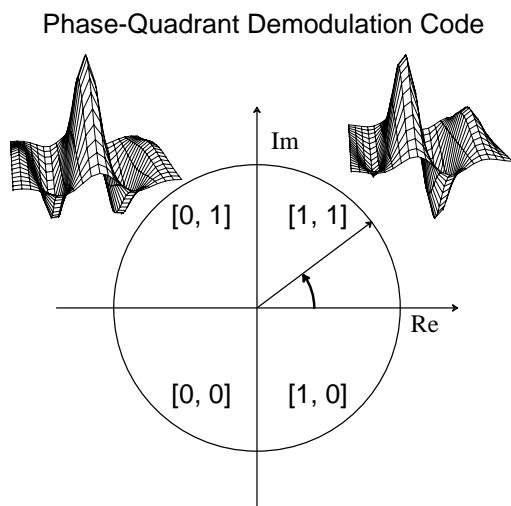 Phase-Quadrant Demodulation Code
Im
[0, 1] [1, 1]
Re
[0, 0] [1, 0]